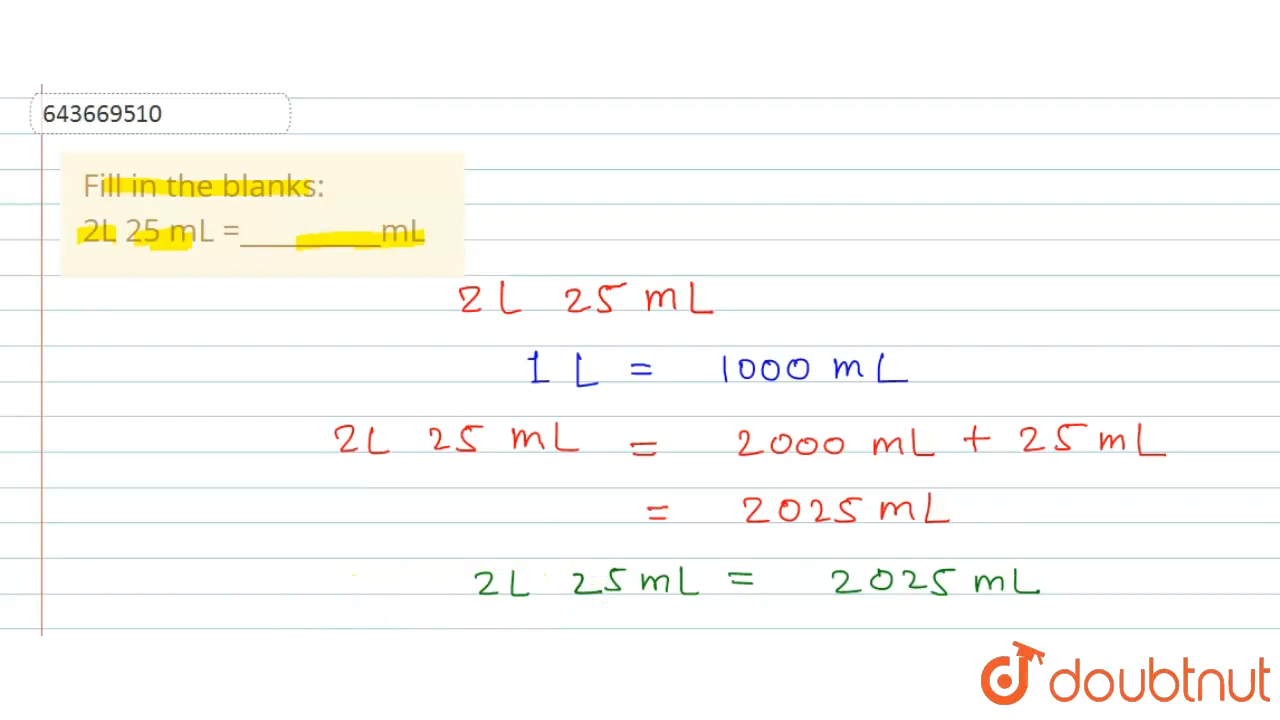 643669510
Fill in the blanks:
2L 25 mL =__________mL
2L 25 mL
1 L = 1000 mL
2L 25 mL = 2000 mL + 25 mL
= 2025 mL
2L 25 mL = 2025 mL
doubtnut